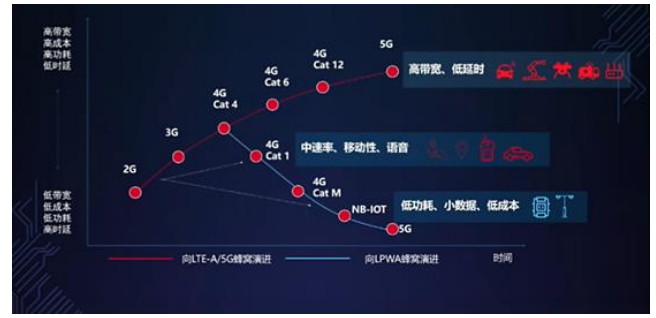 高带宽
高成本
高功耗
低时延
低带宽
低成本
低功耗
高时延
2G
3G
4G
Cat 4
4G
Cat 6
4G
Cat 12
5G
4G
Cat 1
4G
Cat M
NB-IOT
5G
高带宽、低延时
中速率、移动性、语音
低功耗、小数据、低成本
向LTE-A/5G蜂窝演进
向LPWA蜂窝演进
时间